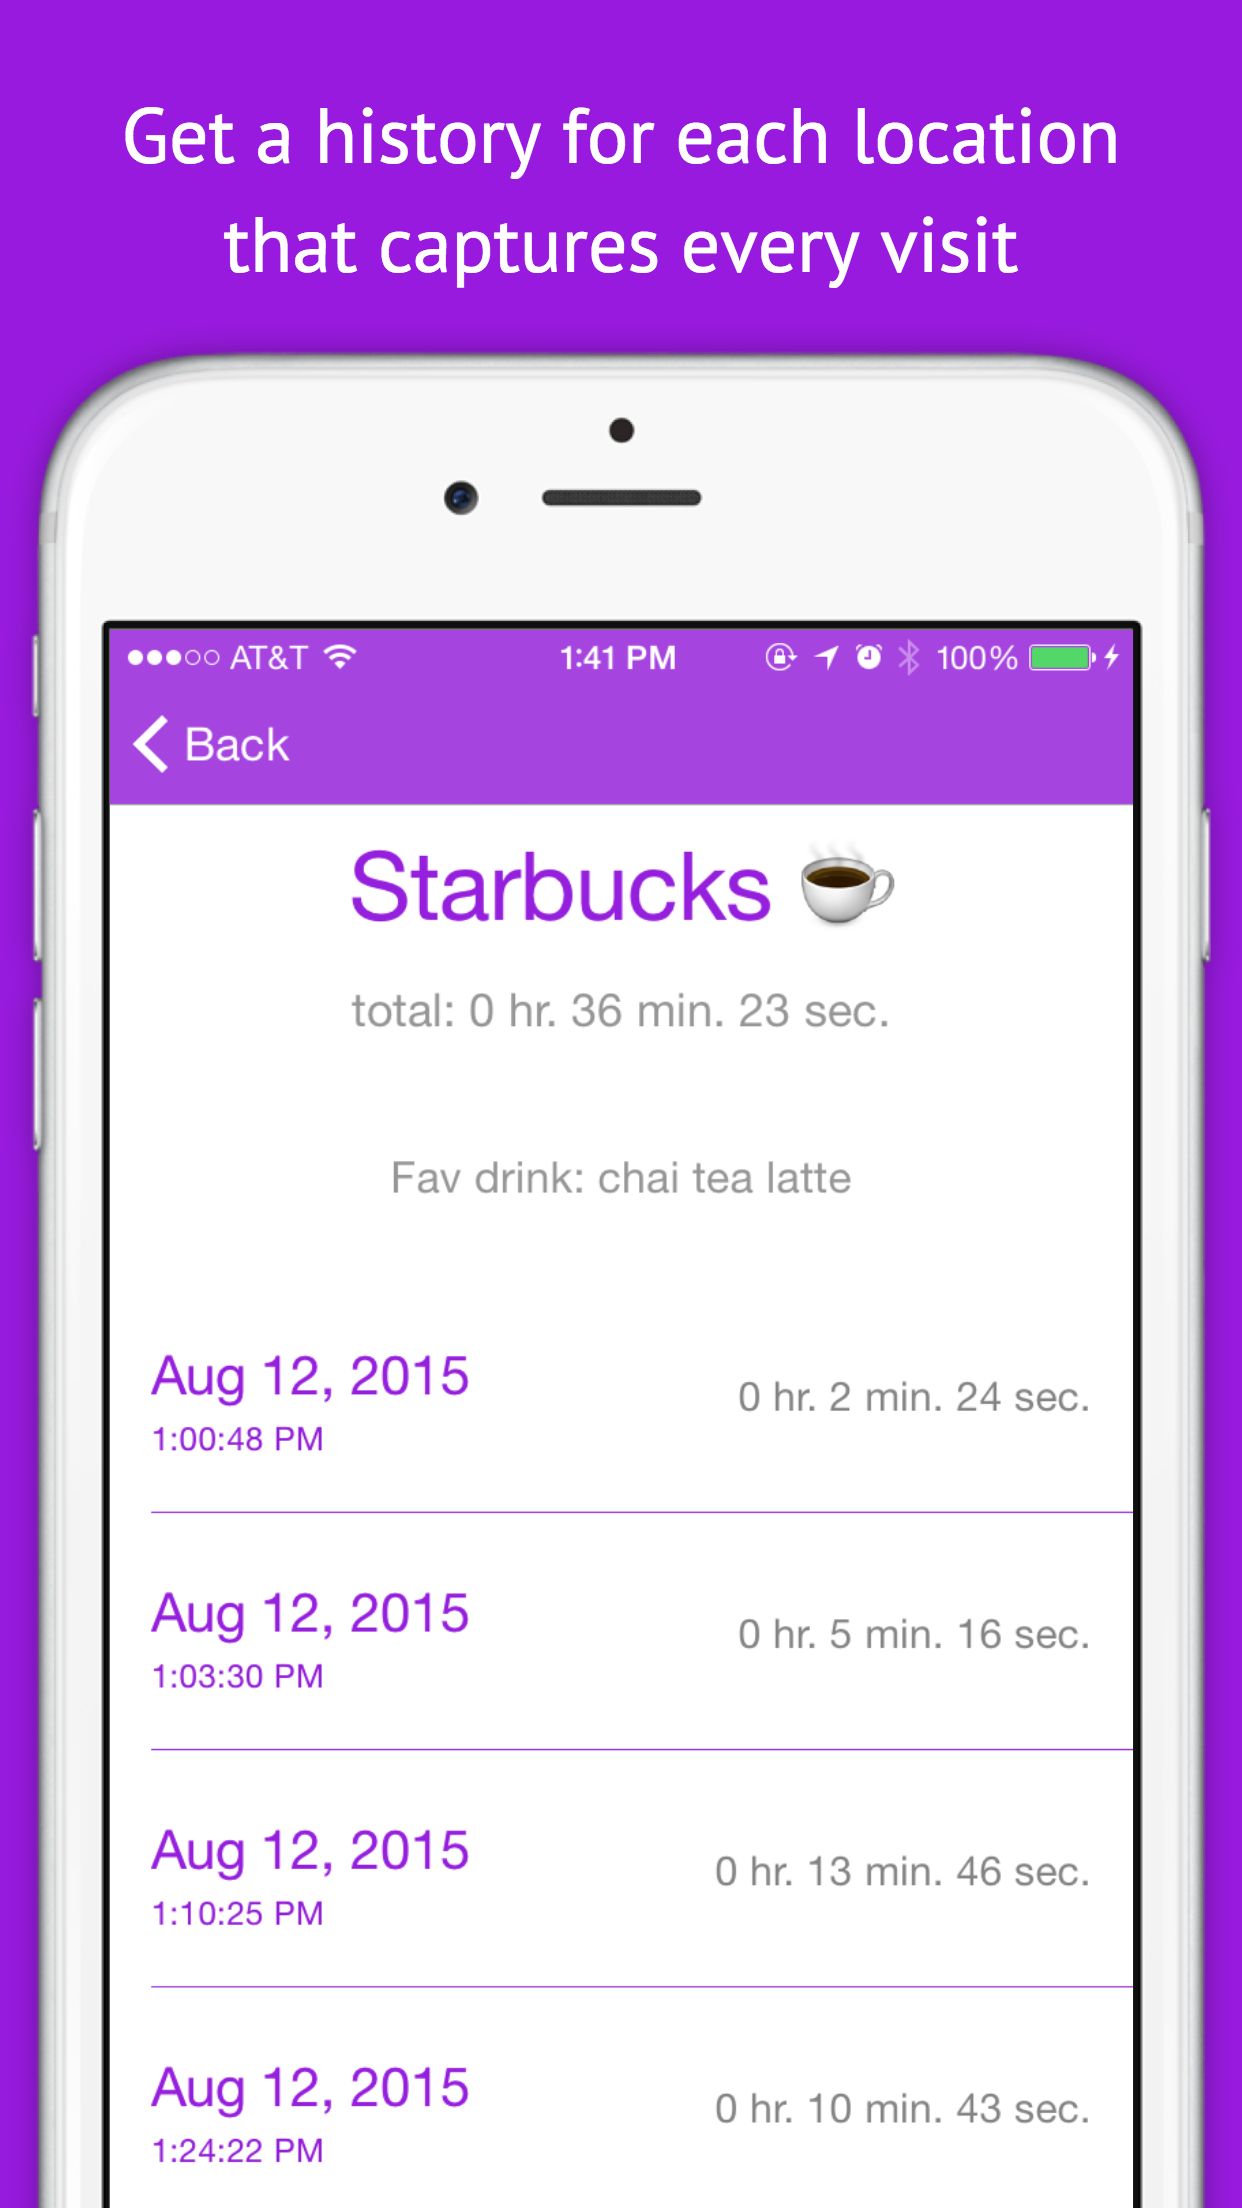 Get a history for each location
that captures every visit
AT&T 1:41 PM 100%
Back
Starbucks
total: 0 hr. 36 min. 23 sec.
Fav drink: chai tea latte
Aug 12, 2015
0 hr. 2 min. 24 sec.
1:00:48 PM
Aug 12, 2015
0 hr. 5 min. 16 sec.
1:03:30 PM
Aug 12, 2015
0 hr. 13 min. 46 sec.
1:10:25 PM
Aug 12, 2015
0 hr. 10 min. 43 sec.
1:24:22 PM